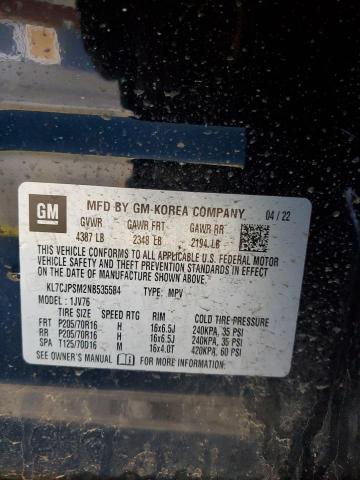 GM
MFD BY GM KOREA COMPANY 04 / 22
GVWR GAWR FRT GAWR RR
4387 LB 2348 LB 2194 LB
THIS VEHICLE CONFORMS TO ALL APPLICABLE U.S. FEDERAL MOTOR
VEHICLE SAFETY AND THEFT PREVENTION STANDARDS IN EFFECT ON
THE DATE OF MANUFACTURE SHOWN ABOVE.
KL7CJPSM2NB535584 TYPE: MPV
MODEL: 1JV76
TIRE SIZE SPEED RTG RIM COLD TIRE PRESSURE
FRT P205/70R16 H 16x6.5J 240KPA, 35 PSI
RR P205/70R16 H 16x6.5J 240KPA, 35 PSI
SPA T125/70D16 M 16x4.0T 420KPA, 60 PSI
SEE OWNER'S MANUAL FOR ADDITIONAL INFORMATION